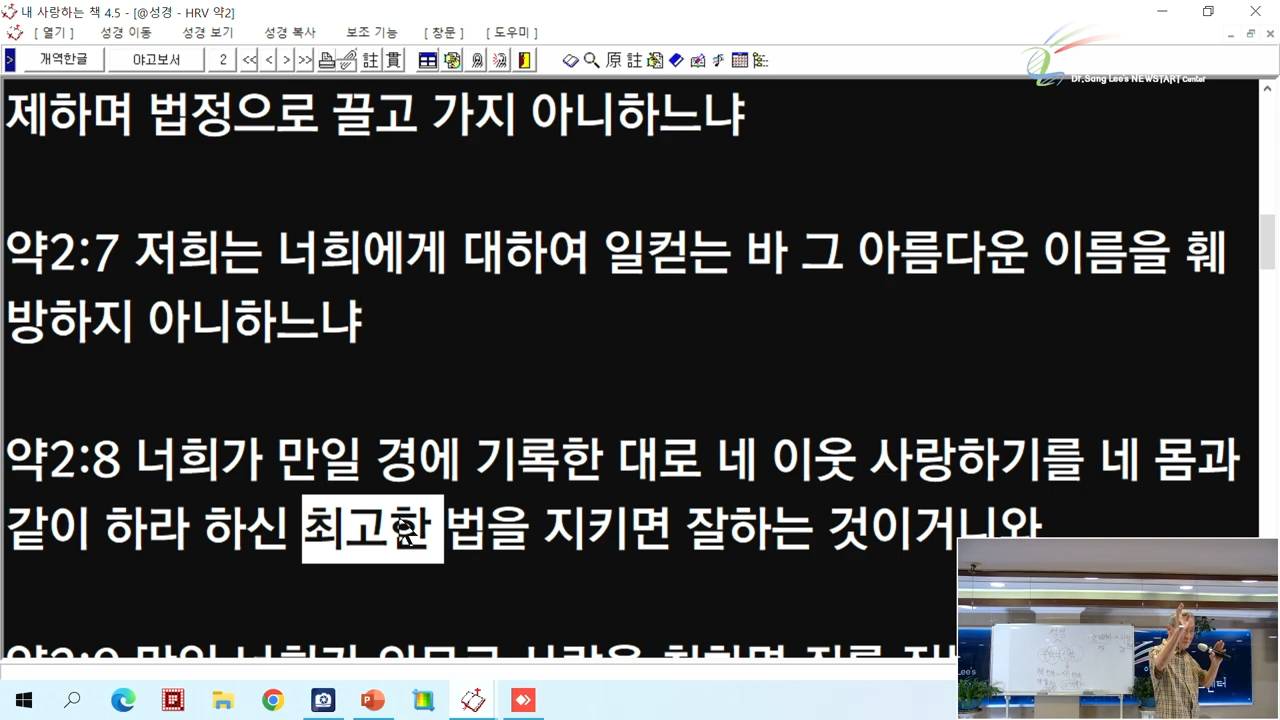 내 사랑하는 책 4.5 - [@성경 - HRV 약2]
[ 열기 ] 성경 이동 성경 보기 성경 복사 보조 기능 [ 창문 ] [ 도우미 ]
개역한글 야고보서 2 << < > >> 註 貫 原 註
Dr.Sang Lee's NEWSTART Center
제하며 법정으로 끌고 가지 아니하느냐
약2:7 저희는 너희에게 대하여 일컫는 바 그 아름다운 이름을 훼
방하지 아니하느냐
약2:8 너희가 만일 경에 기록한 대로 네 이웃 사랑하기를 네 몸과
같이 하라 하신 최고한 법을 지키면 잘하는 것이거니와